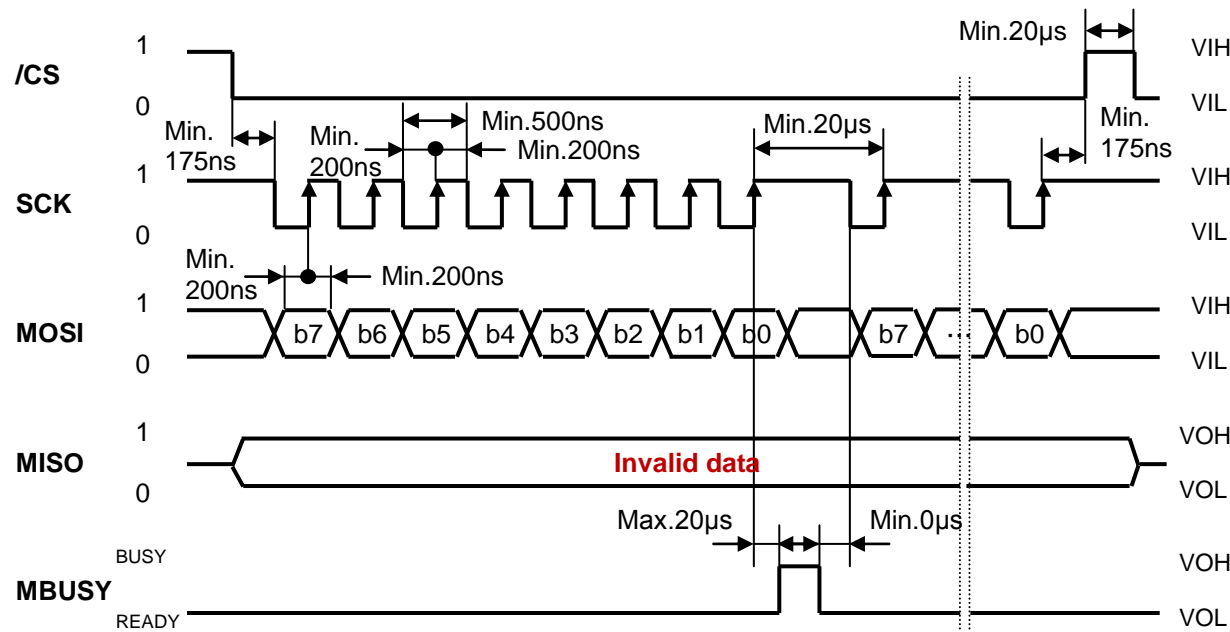 Min.20µs
1
/CS
VIH
0
VIL
Min.
175ns
Min.
200ns
Min.500ns
Min.200ns
Min.20µs
Min.
175ns
1
SCK
VIH
0
VIL
Min.
200ns
Min.200ns
1
MOSI
b7 b6 b5 b4 b3 b2 b1 b0 b7 ... b0
VIH
0
VIL
1
MISO
Invalid data
VOH
0
VOL
Max.20µs
Min.0µs
BUSY
MBUSY
VOH
READY
VOL